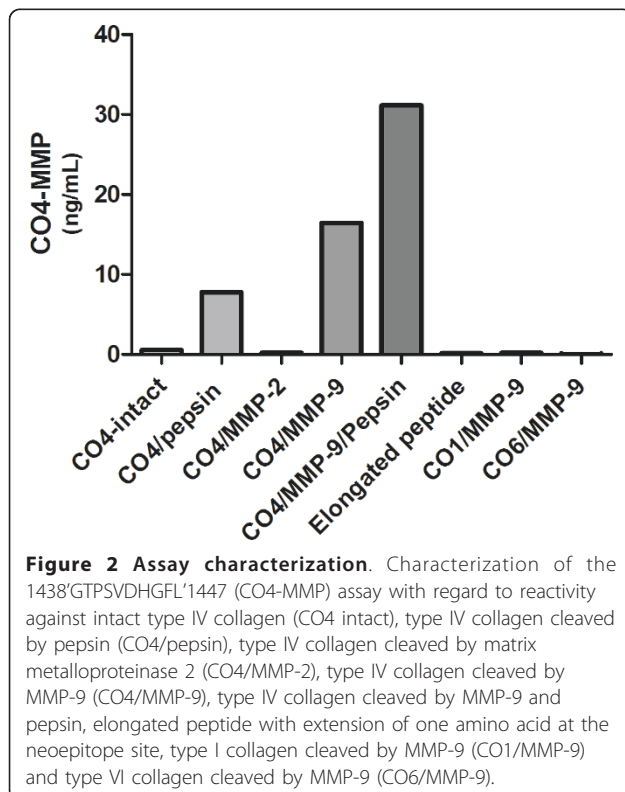 40
30
20
10
0
CO4-MMP
(ng/mL)
CO4-intact
CO4/pepsin
CO4/MMP-2
CO4/MMP-9
CO4/MMP-9/Pepsin
Elongated peptide
CO1/MMP-9
CO6/MMP-9
Figure 2 Assay characterization. Characterization of the
1438'GTPSVDHGFL'1447 (CO4-MMP) assay with regard to reactivity
against intact type IV collagen (CO4 intact), type IV collagen cleaved
by pepsin (CO4/pepsin), type IV collagen cleaved by matrix
metalloproteinase 2 (CO4/MMP-2), type IV collagen cleaved by
MMP-9 (CO4/MMP-9), type IV collagen cleaved by MMP-9 and
pepsin, elongated peptide with extension of one amino acid at the
neoepitope site, type I collagen cleaved by MMP-9 (CO1/MMP-9)
and type VI collagen cleaved by MMP-9 (CO6/MMP-9).